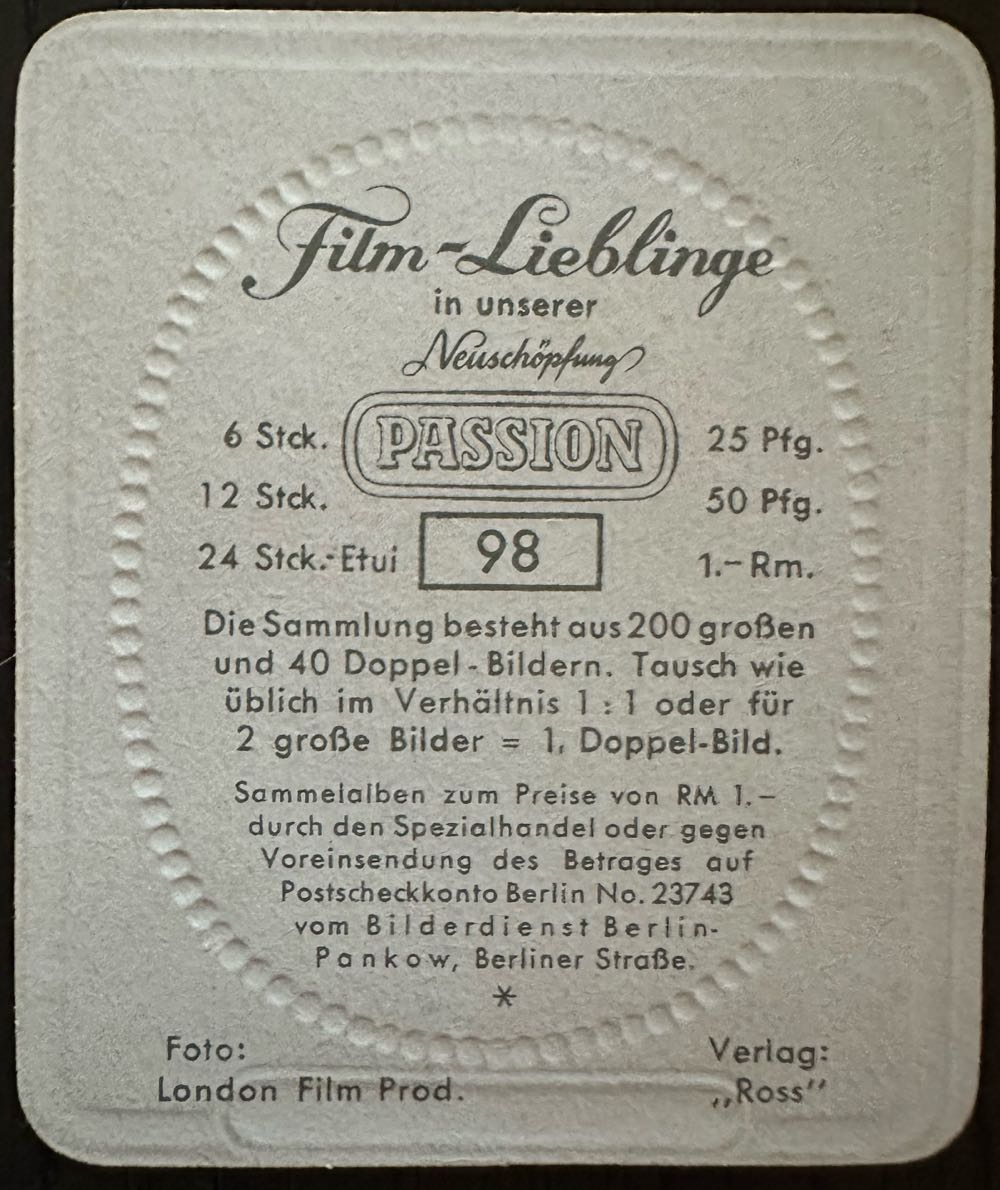 Film-Lieblinge
in unserer
Neuschöpfung
6 Stck. PASSION 25 Pfg.
12 Stck. 50 Pfg.
24 Stck.-Etui 98 1.– Rm.
Die Sammlung besteht aus 200 großen
und 40 Doppel-Bildern. Tausch wie
üblich im Verhältnis 1 : 1 oder für
2 große Bilder = 1, Doppel-Bild.
Sammelalben zum Preise von RM 1.–
durch den Spezialhandel oder gegen
Voreinsendung des Betrages auf
Postscheckkonto Berlin No. 23743
vom Bilderdienst Berlin-
Pankow, Berliner Straße.
*
Foto: Verlag:
London Film Prod. „Ross”